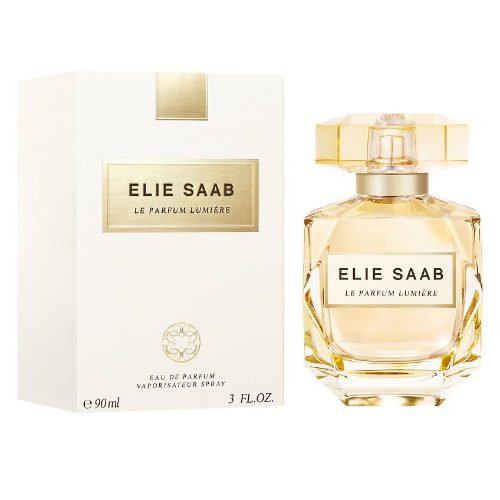 ELIE SAAB
LE PARFUM LUMIÈRE
EAU DE PARFUM
VAPORISATEUR SPRAY
℮ 90 ml 3 FL.OZ.
ELIE SAAB
LE PARFUM LUMIÈRE